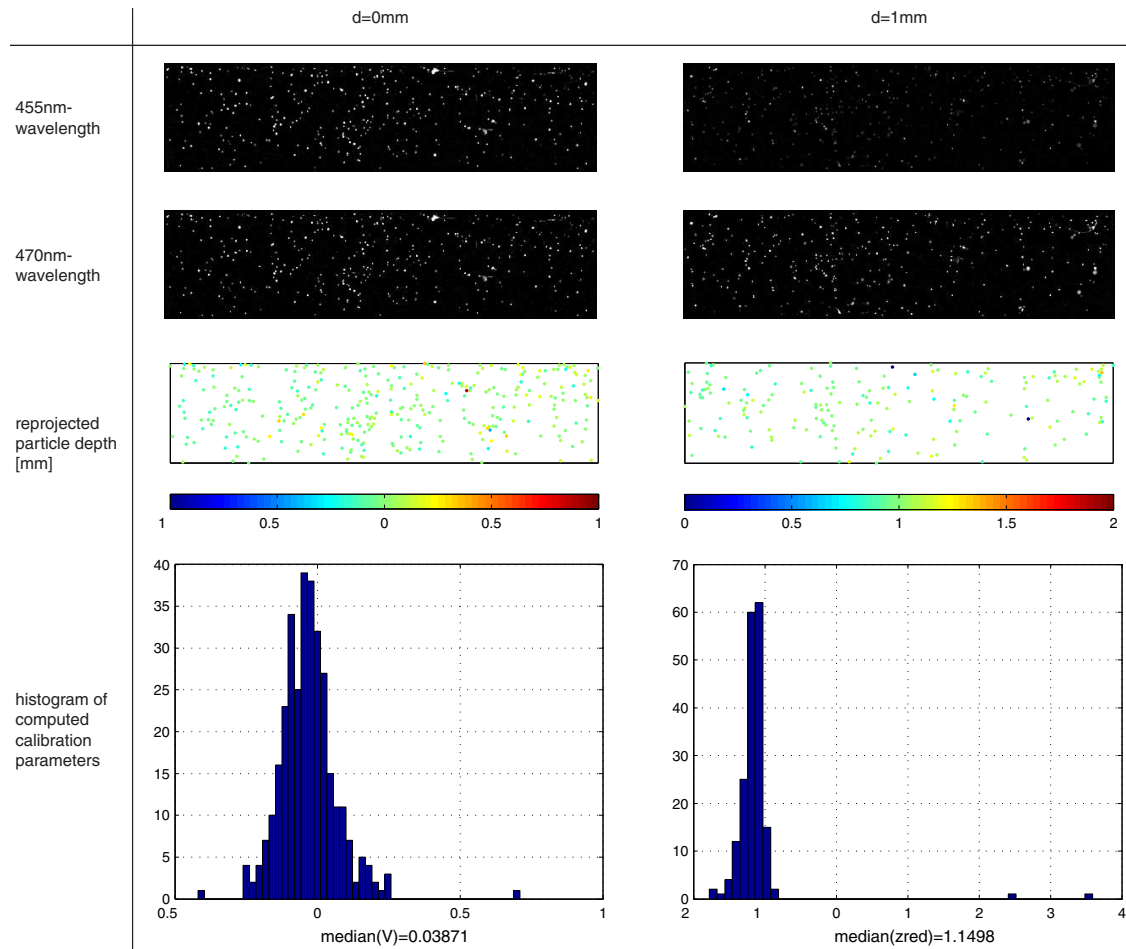 d=0mm
d=1mm
455nm-
wavelength
470nm-
wavelength
reprojected
particle depth
[mm]
1 0.5 0 0.5 1
0 0.5 1 1.5 2
histogram of
computed
calibration
parameters
40
35
30
25
20
15
10
5
0
0.5 0 0.5 1
median(V)=0.03871
70
60
50
40
30
20
10
0
2 1 0 1 2 3 4
median(zred)=1.1498